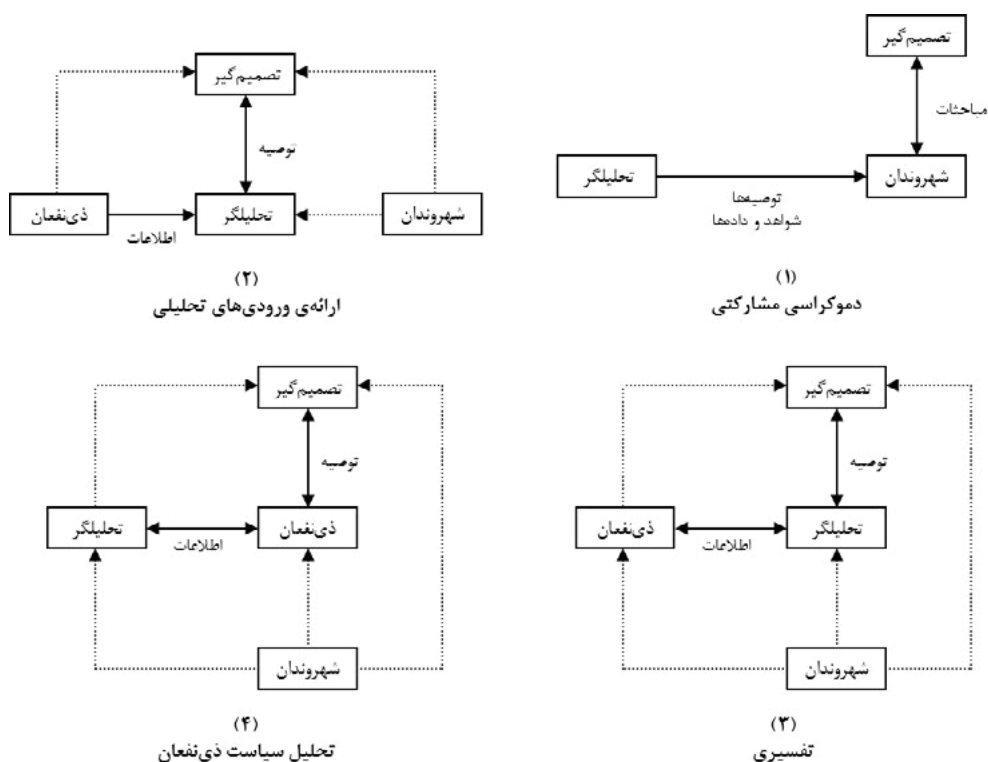 تصمیم‌گیر
مباحثات
شهروندان
تحلیلگر
توصیه‌ها
شواهد و داده‌ها
(۱)
دموکراسی مشارکتی
تصمیم‌گیر
توصیه
شهروندان
تحلیلگر
ذی‌نفعان
اطلاعات
(۲)
ارائه‌ی ورودی‌های تحلیلی
تصمیم‌گیر
توصیه
تحلیلگر
ذی‌نفعان
اطلاعات
شهروندان
(۳)
تفسیری
تصمیم‌گیر
توصیه
ذی‌نفعان
تحلیلگر
اطلاعات
شهروندان
(۴)
تحلیل سیاست ذی‌نفعان